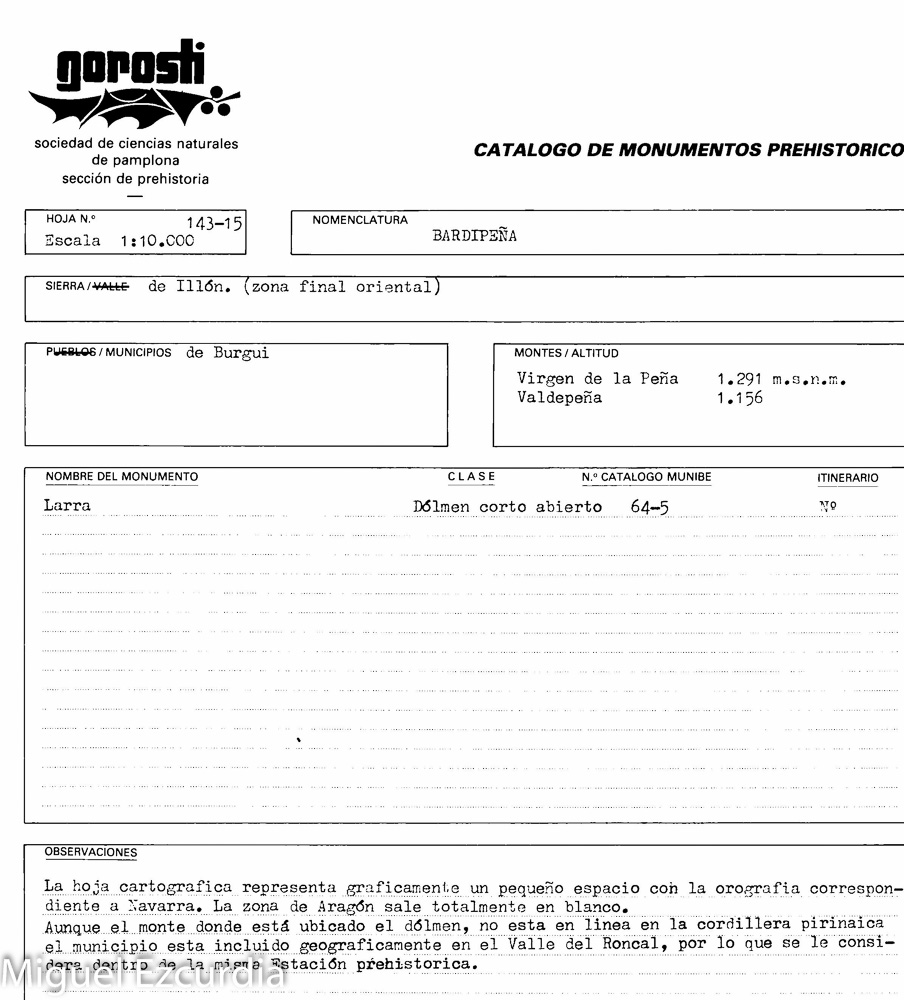 gorosti
sociedad de ciencias naturales
de pamplona
sección de prehistoria
CATALOGO DE MONUMENTOS PREHISTORICO
HOJA N.º 143-15
Escala 1:10.000
NOMENCLATURA
BARDIPEÑA
SIERRA/VALLE de Illón. (zona final oriental)
PUEBLOS/MUNICIPIOS de Burgui
MONTES/ALTITUD
Virgen de la Peña 1.291 m.s.n.m.
Valdepeña 1.156
NOMBRE DEL MONUMENTO CLASE N.º CATALOGO MUNIBE ITINERARIO
Larra Dólmen corto abierto 64-5 Nº
OBSERVACIONES
La hoja cartografica representa graficamente un pequeño espacio con la orografia correspon-
diente a Navarra. La zona de Aragón sale totalmente en blanco.
Aunque el monte donde está ubicado el dólmen, no esta en linea en la cordillera pirinaica
el municipio esta incluido geograficamente en el Valle del Roncal, por lo que se le consi-
dera dentro de la misma Estación prehistorica.
Miguel Ezcurdia